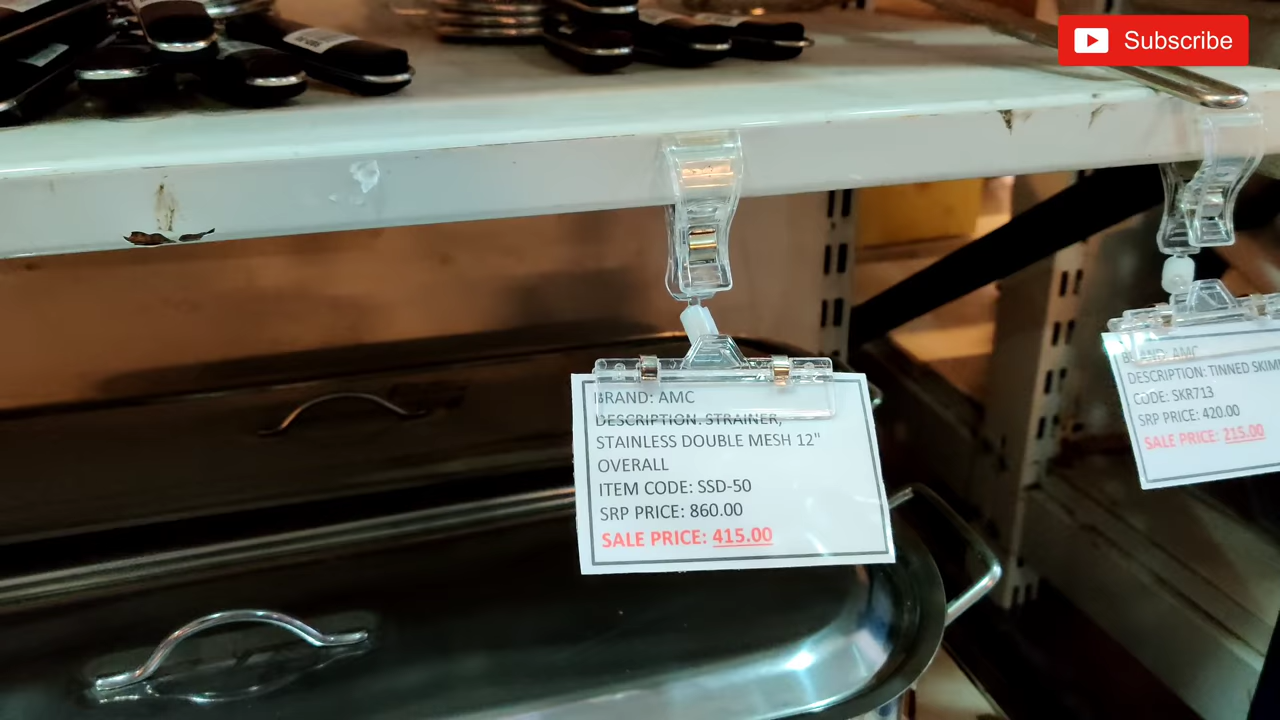 Subscribe
BRAND: AMC
DESCRIPTION: STRAINER,
STAINLESS DOUBLE MESH 12"
OVERALL
ITEM CODE: SSD-50
SRP PRICE: 860.00
SALE PRICE: 415.00
BRAND: AMC
DESCRIPTION: TINNED SKIM
CODE: SKR713
SRP PRICE: 420.00
SALE PRICE: 215.00